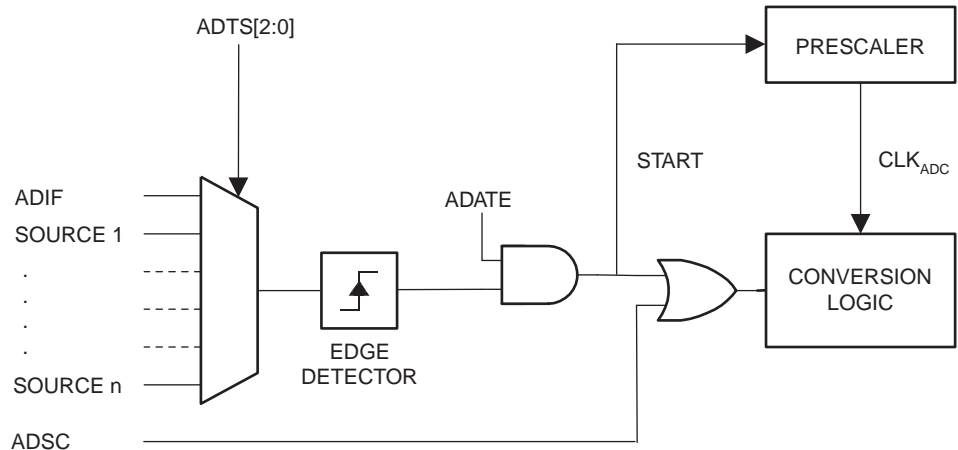 ADTS[2:0]
PRESCALER
START
CLKADC
ADIF
SOURCE 1
.
.
.
.
ADATE
CONVERSION
LOGIC
EDGE
DETECTOR
SOURCE n
ADSC